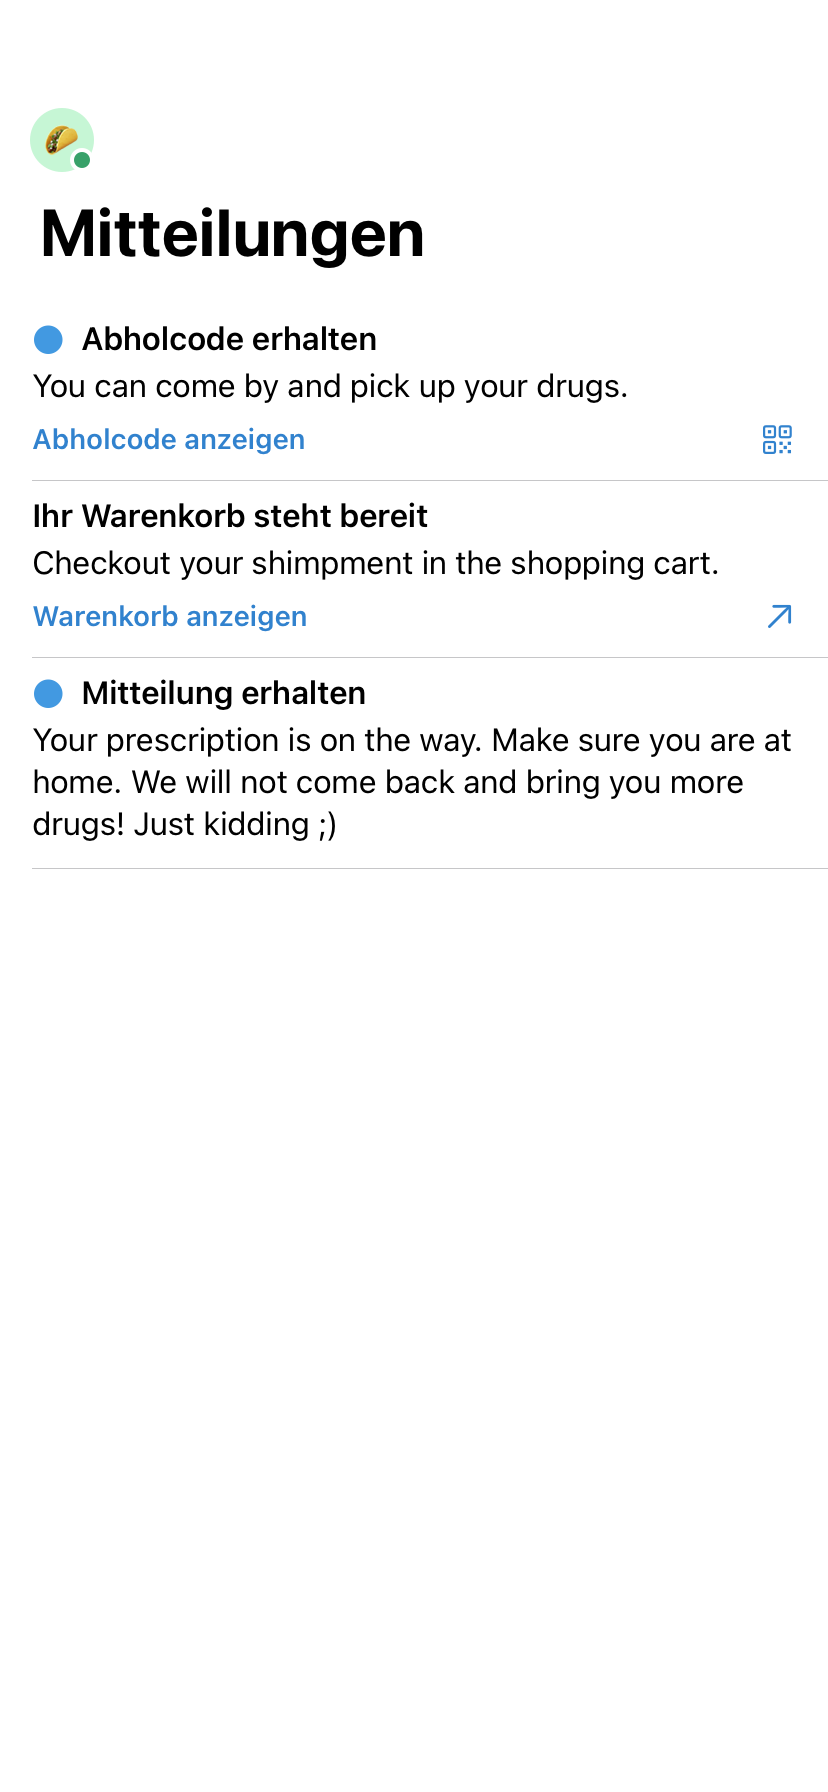 Mitteilungen
Abholcode erhalten
You can come by and pick up your drugs.
Abholcode anzeigen
Ihr Warenkorb steht bereit
Checkout your shimpment in the shopping cart.
Warenkorb anzeigen
Mitteilung erhalten
Your prescription is on the way. Make sure you are at
home. We will not come back and bring you more
drugs! Just kidding ;)